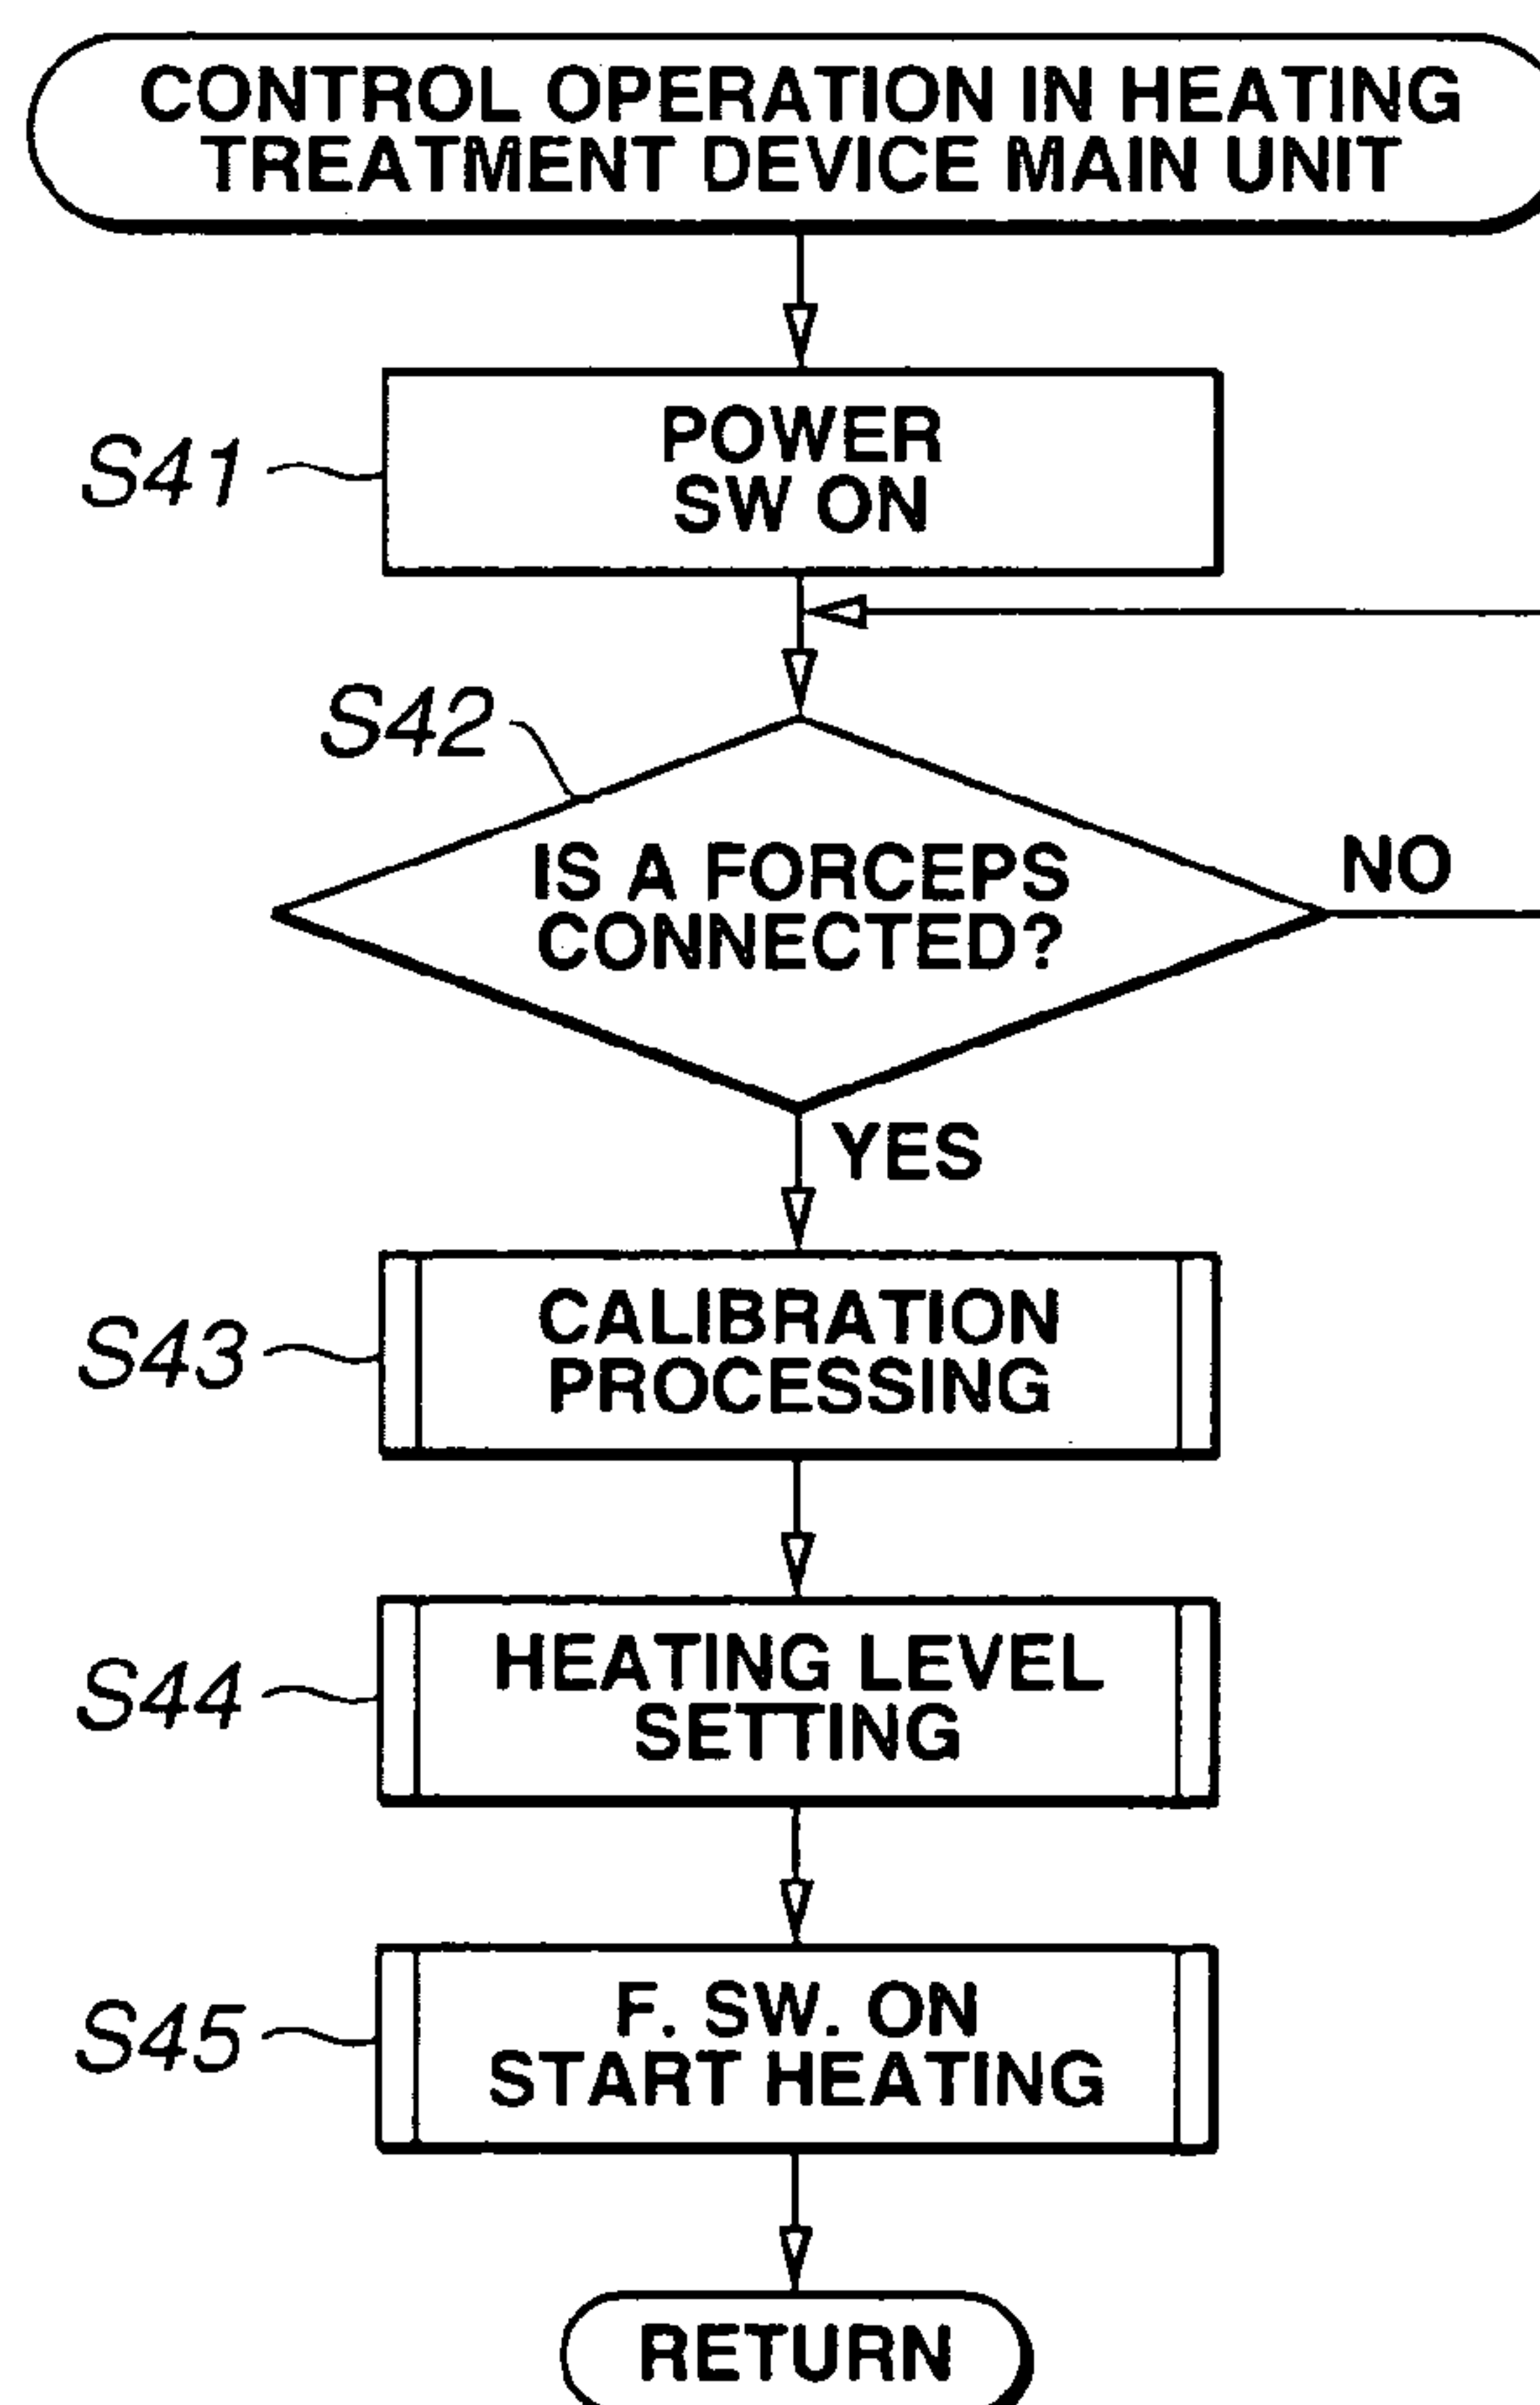 CONTROL OPERATION IN HEATING
TREATMENT DEVICE MAIN UNIT
S41
POWER
SW ON
S42
IS A FORCEPS
CONNECTED?
NO
YES
S43
CALIBRATION
PROCESSING
S44
HEATING LEVEL
SETTING
S45
F. SW. ON
START HEATING
RETURN